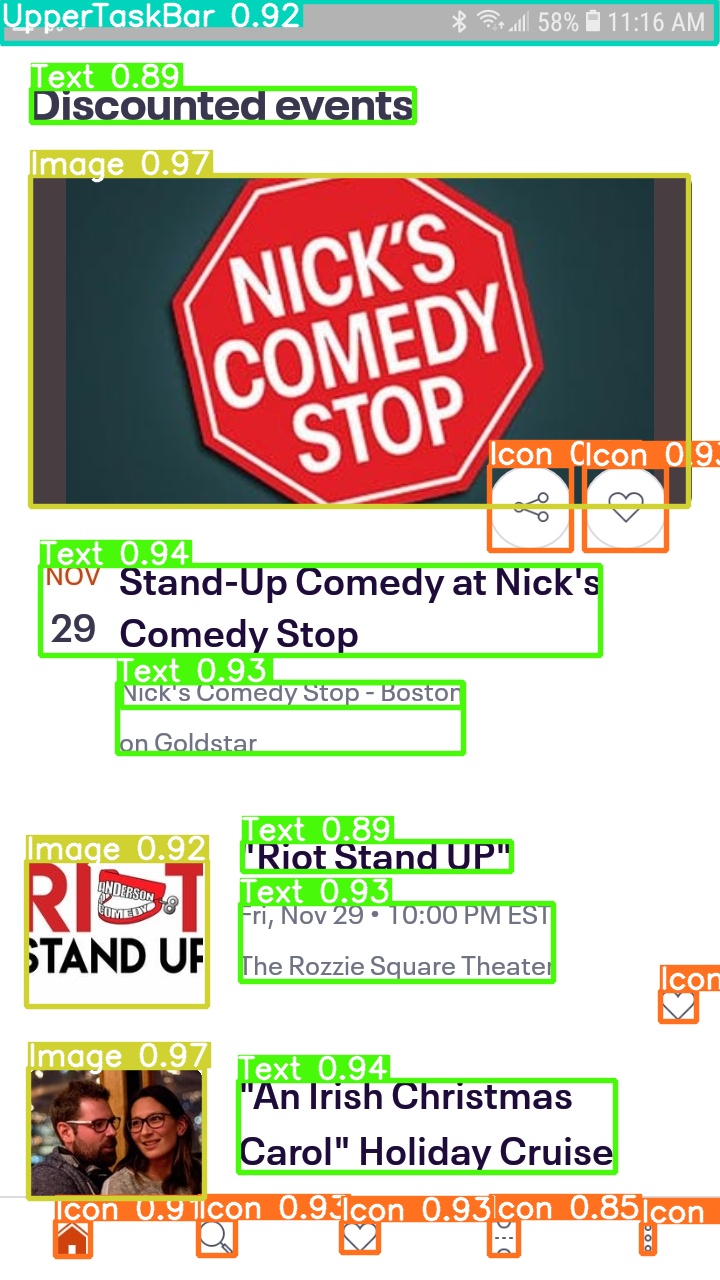 UpperTaskBar 0.92
58% 11:16 AM
Text 0.89
Discounted events
Image 0.97
NICK'S
COMEDY
STOP
Icon 0 Icon 0.93
Text 0.94
NOV
29
Stand-Up Comedy at Nick's
Comedy Stop
Text 0.93
Nick's Comedy Stop - Boston
on Goldstar
Image 0.92
RIOT
ANDERSON
COMEDY
STAND UP
Text 0.89
"Riot Stand UP"
Text 0.93
Fri, Nov 29 • 10:00 PM EST
The Rozzie Square Theater
Icon
Image 0.97
Text 0.94
"An Irish Christmas
Carol" Holiday Cruise
Icon 0.91 Icon 0.93 Icon 0.93 Icon 0.85 Icon